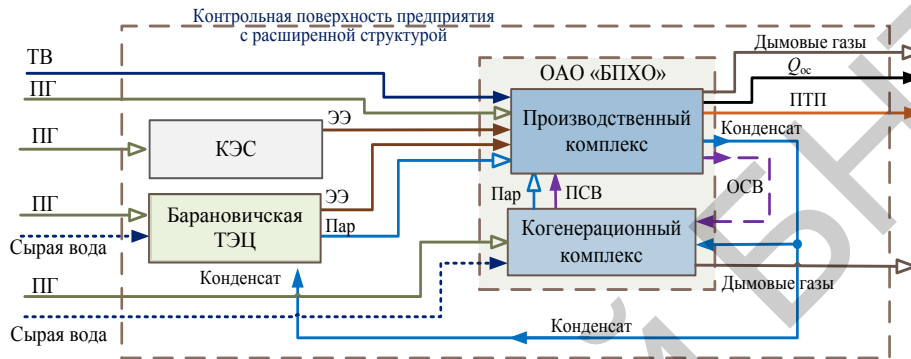 Контрольная поверхность предприятия
с расширенной структурой
Дымовые газы
ТВ
ОАО «БПХО»
Qос
ПГ
ПТП
ЭЭ
Производственный
комплекс
Конденсат
ПГ
КЭС
ЭЭ
Пар
ПСВ
ОСВ
ПГ
Барановичская
ТЭЦ
Пар
Когенерационный
комплекс
Сырая вода
Конденсат
ПГ
Дымовые газы
Сырая вода
Конденсат